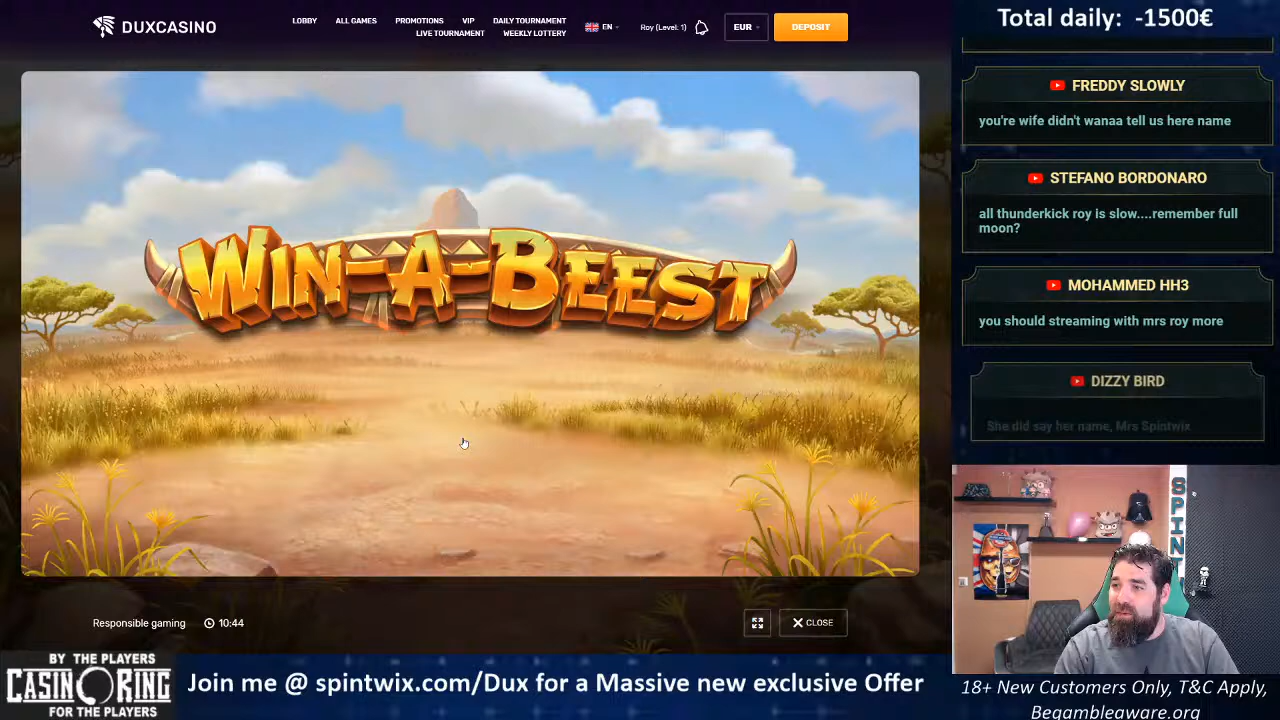 DUXCASINO
LOBBY
ALL GAMES
PROMOTIONS
VIP
DAILY TOURNAMENT
LIVE TOURNAMENT
WEEKLY LOTTERY
EN
Roy (Level: 1)
EUR
DEPOSIT
WIN-A-BEEST
Responsible gaming
10:44
CLOSE
Total daily: -1500€
FREDDY SLOWLY
you're wife didn't wanaa tell us here name
STEFANO BORDONARO
all thunderkick roy is slow....remember full
moon?
MOHAMMED HH3
you should streaming with mrs roy more
DIZZY BIRD
She did say her name, Mrs Spintwix
SPIN
BY THE PLAYERS
CASINORING
FOR THE PLAYERS
Join me @ spintwix.com/Dux for a Massive new exclusive Offer
18+ New Customers Only, T&C Apply,
Begambleaware.org